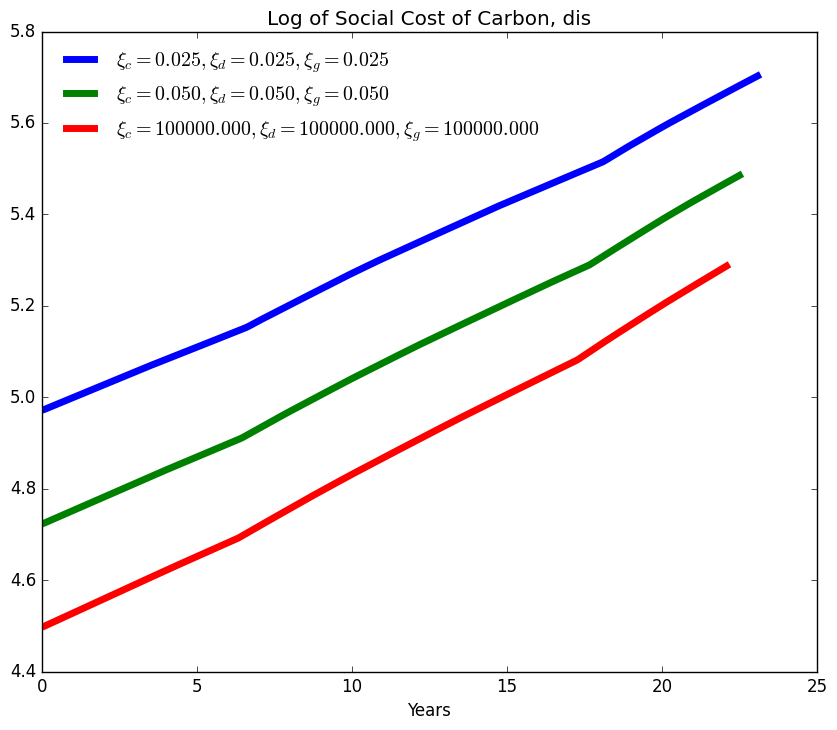 Log of Social Cost of Carbon, dis
5.8
ξc = 0.025, ξd = 0.025, ξg = 0.025
ξc = 0.050, ξd = 0.050, ξg = 0.050
ξc = 100000.000, ξd = 100000.000, ξg = 100000.000
5.6
5.4
5.2
5.0
4.8
4.6
4.4
0 5 10 15 20 25
Years